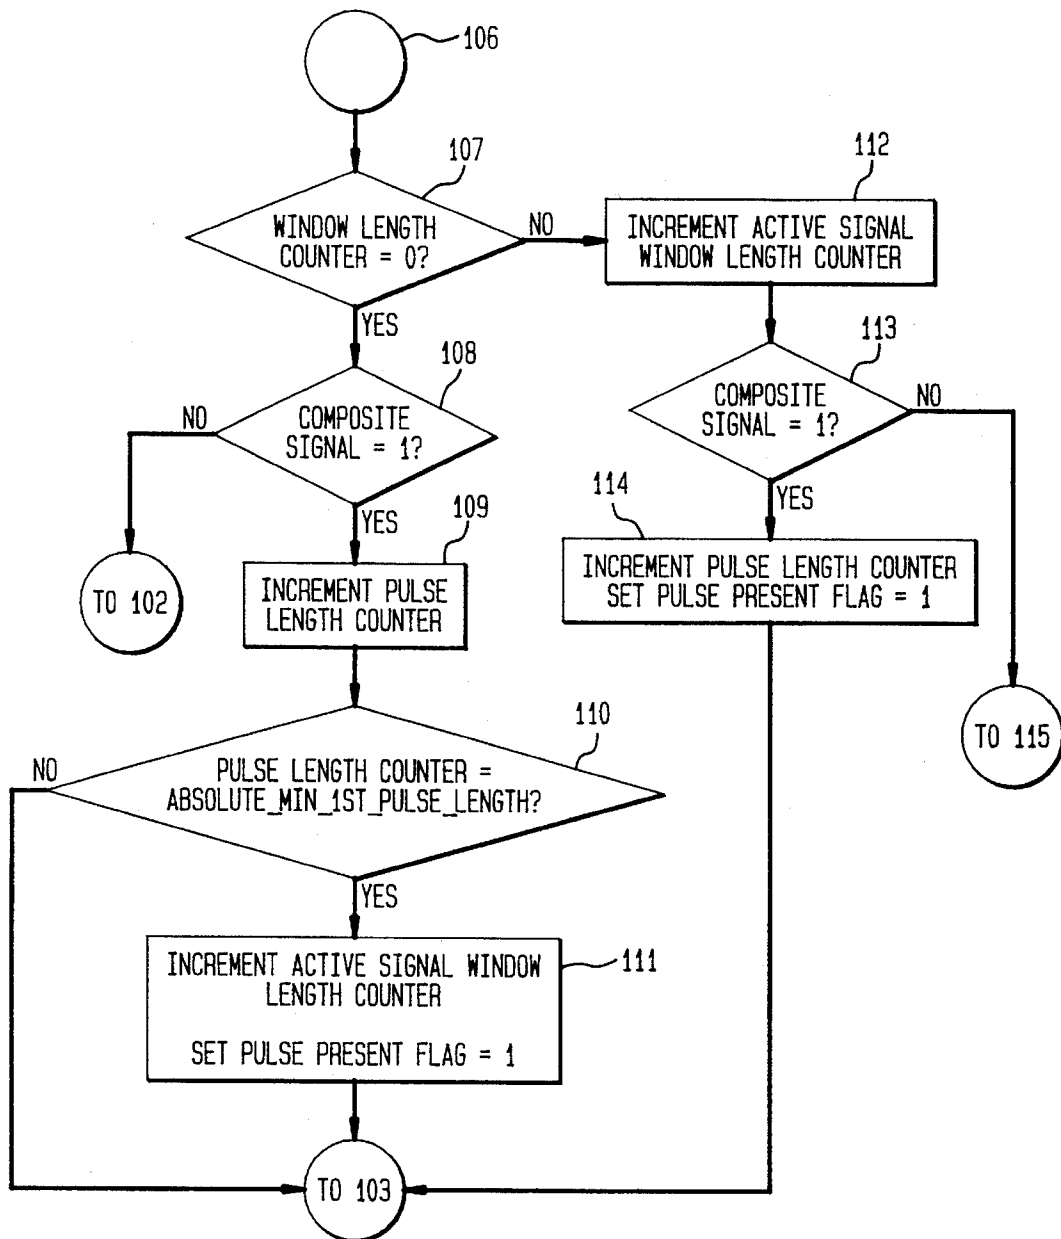 106
107
WINDOW LENGTH
COUNTER = 0?
NO
YES
112
INCREMENT ACTIVE SIGNAL
WINDOW LENGTH COUNTER
108
COMPOSITE
SIGNAL = 1?
NO
YES
113
COMPOSITE
SIGNAL = 1?
NO
YES
TO 102
109
INCREMENT PULSE
LENGTH COUNTER
114
INCREMENT PULSE LENGTH COUNTER
SET PULSE PRESENT FLAG = 1
TO 115
110
PULSE LENGTH COUNTER =
ABSOLUTE_MIN_1ST_PULSE_LENGTH?
NO
YES
111
INCREMENT ACTIVE SIGNAL WINDOW
LENGTH COUNTER
SET PULSE PRESENT FLAG = 1
TO 103